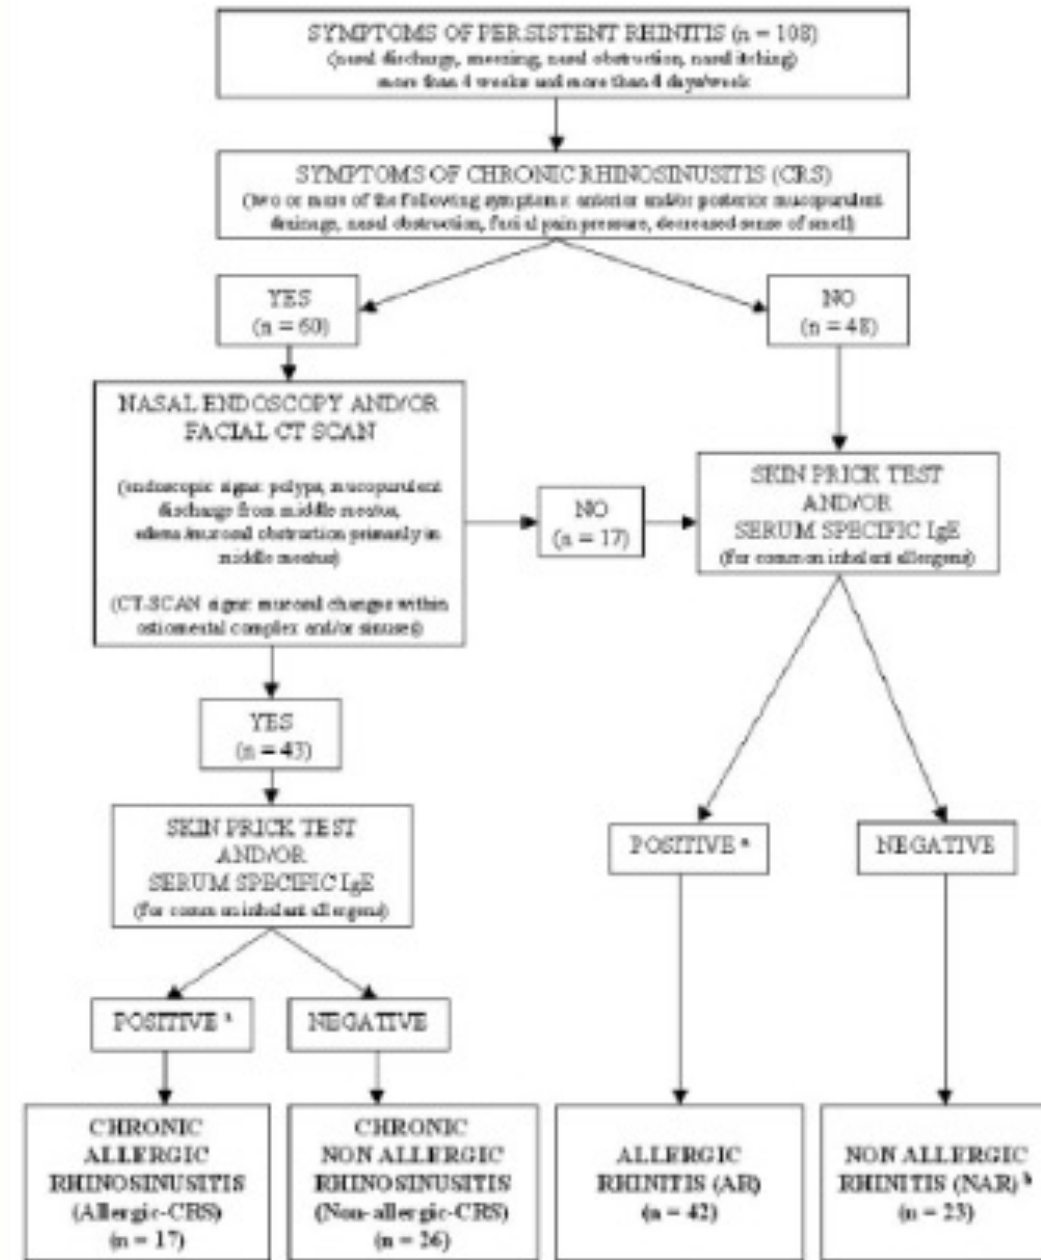 SYMPTOMS OF PERSISTENT RHINITIS (n = 108)
(nasal discharge, sneezing, nasal obstruction, nasal itching)
more than 4 weeks and more than 4 days/week
SYMPTOMS OF CHRONIC RHINOSINUSITIS (CRS)
(two or more of the following symptoms: anterior and/or posterior mucopurulent
drainage, nasal obstruction, facial pain pressure, decreased sense of smell)
YES
(n = 60)
NO
(n = 48)
NASAL ENDOSCOPY AND/OR
FACIAL CT SCAN
(endoscopic signs: polyps, mucopurulent
discharge from middle meatus,
edema/mucosal obstruction primarily in
middle meatus)
(CT-SCAN signs: mucosal changes within
ostiomental complex and/or sinuses)
NO
(n = 17)
SKIN PRICK TEST
AND/OR
SERUM SPECIFIC IgE
(for common inhalant allergens)
YES
(n = 43)
SKIN PRICK TEST
AND/OR
SERUM SPECIFIC IgE
(for common inhalant allergens)
POSITIVE a
NEGATIVE
POSITIVE a
NEGATIVE
CHRONIC
ALLERGIC
RHINOSINUSITIS
(Allergic-CRS)
(n = 17)
CHRONIC
NON ALLERGIC
RHINOSINUSITIS
(Non-allergic-CRS)
(n = 26)
ALLERGIC
RHINITIS (AR)
(n = 42)
NON ALLERGIC
RHINITIS (NAR) b
(n = 23)